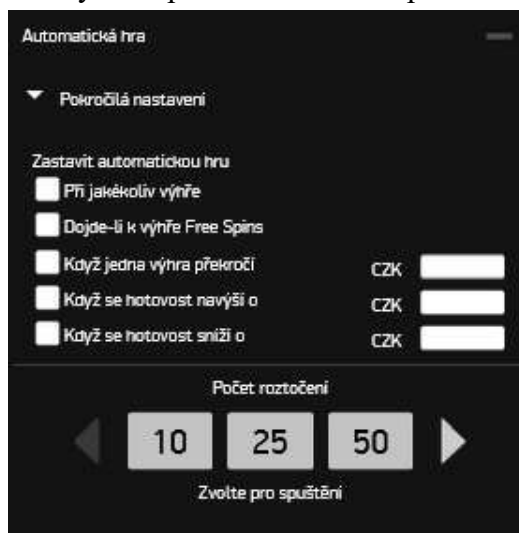 Automatická hra
Pokročilá nastavení
Zastavit automatickou hru
Při jakékoliv výhře
Dojde-li k výhře Free Spins
Když jedna výhra překročí CZK
Když se hotovost navýší o CZK
Když se hotovost sníží o CZK
Počet roztočení
10 25 50
Zvolte pro spuštění